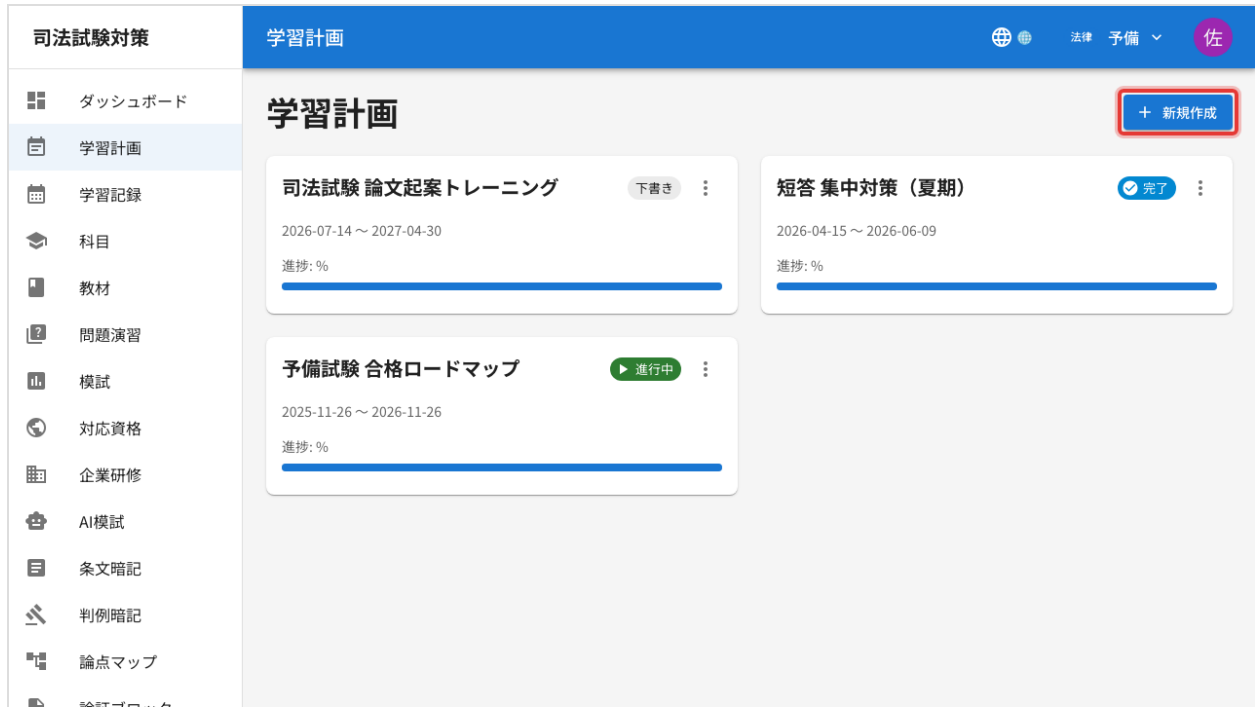 司法試験対策
学習計画
法律 予備
佐
ダッシュボード
学習計画
学習記録
科目
教材
問題演習
模試
対応資格
企業研修
AI模試
条文暗記
判例暗記
論点マップ
学習計画
+ 新規作成
司法試験 論文起案トレーニング
下書き
2026-07-14 ~ 2027-04-30
進捗: %
短答 集中対策（夏期）
完了
2026-04-15 ~ 2026-06-09
進捗: %
予備試験 合格ロードマップ
進行中
2025-11-26 ~ 2026-11-26
進捗: %